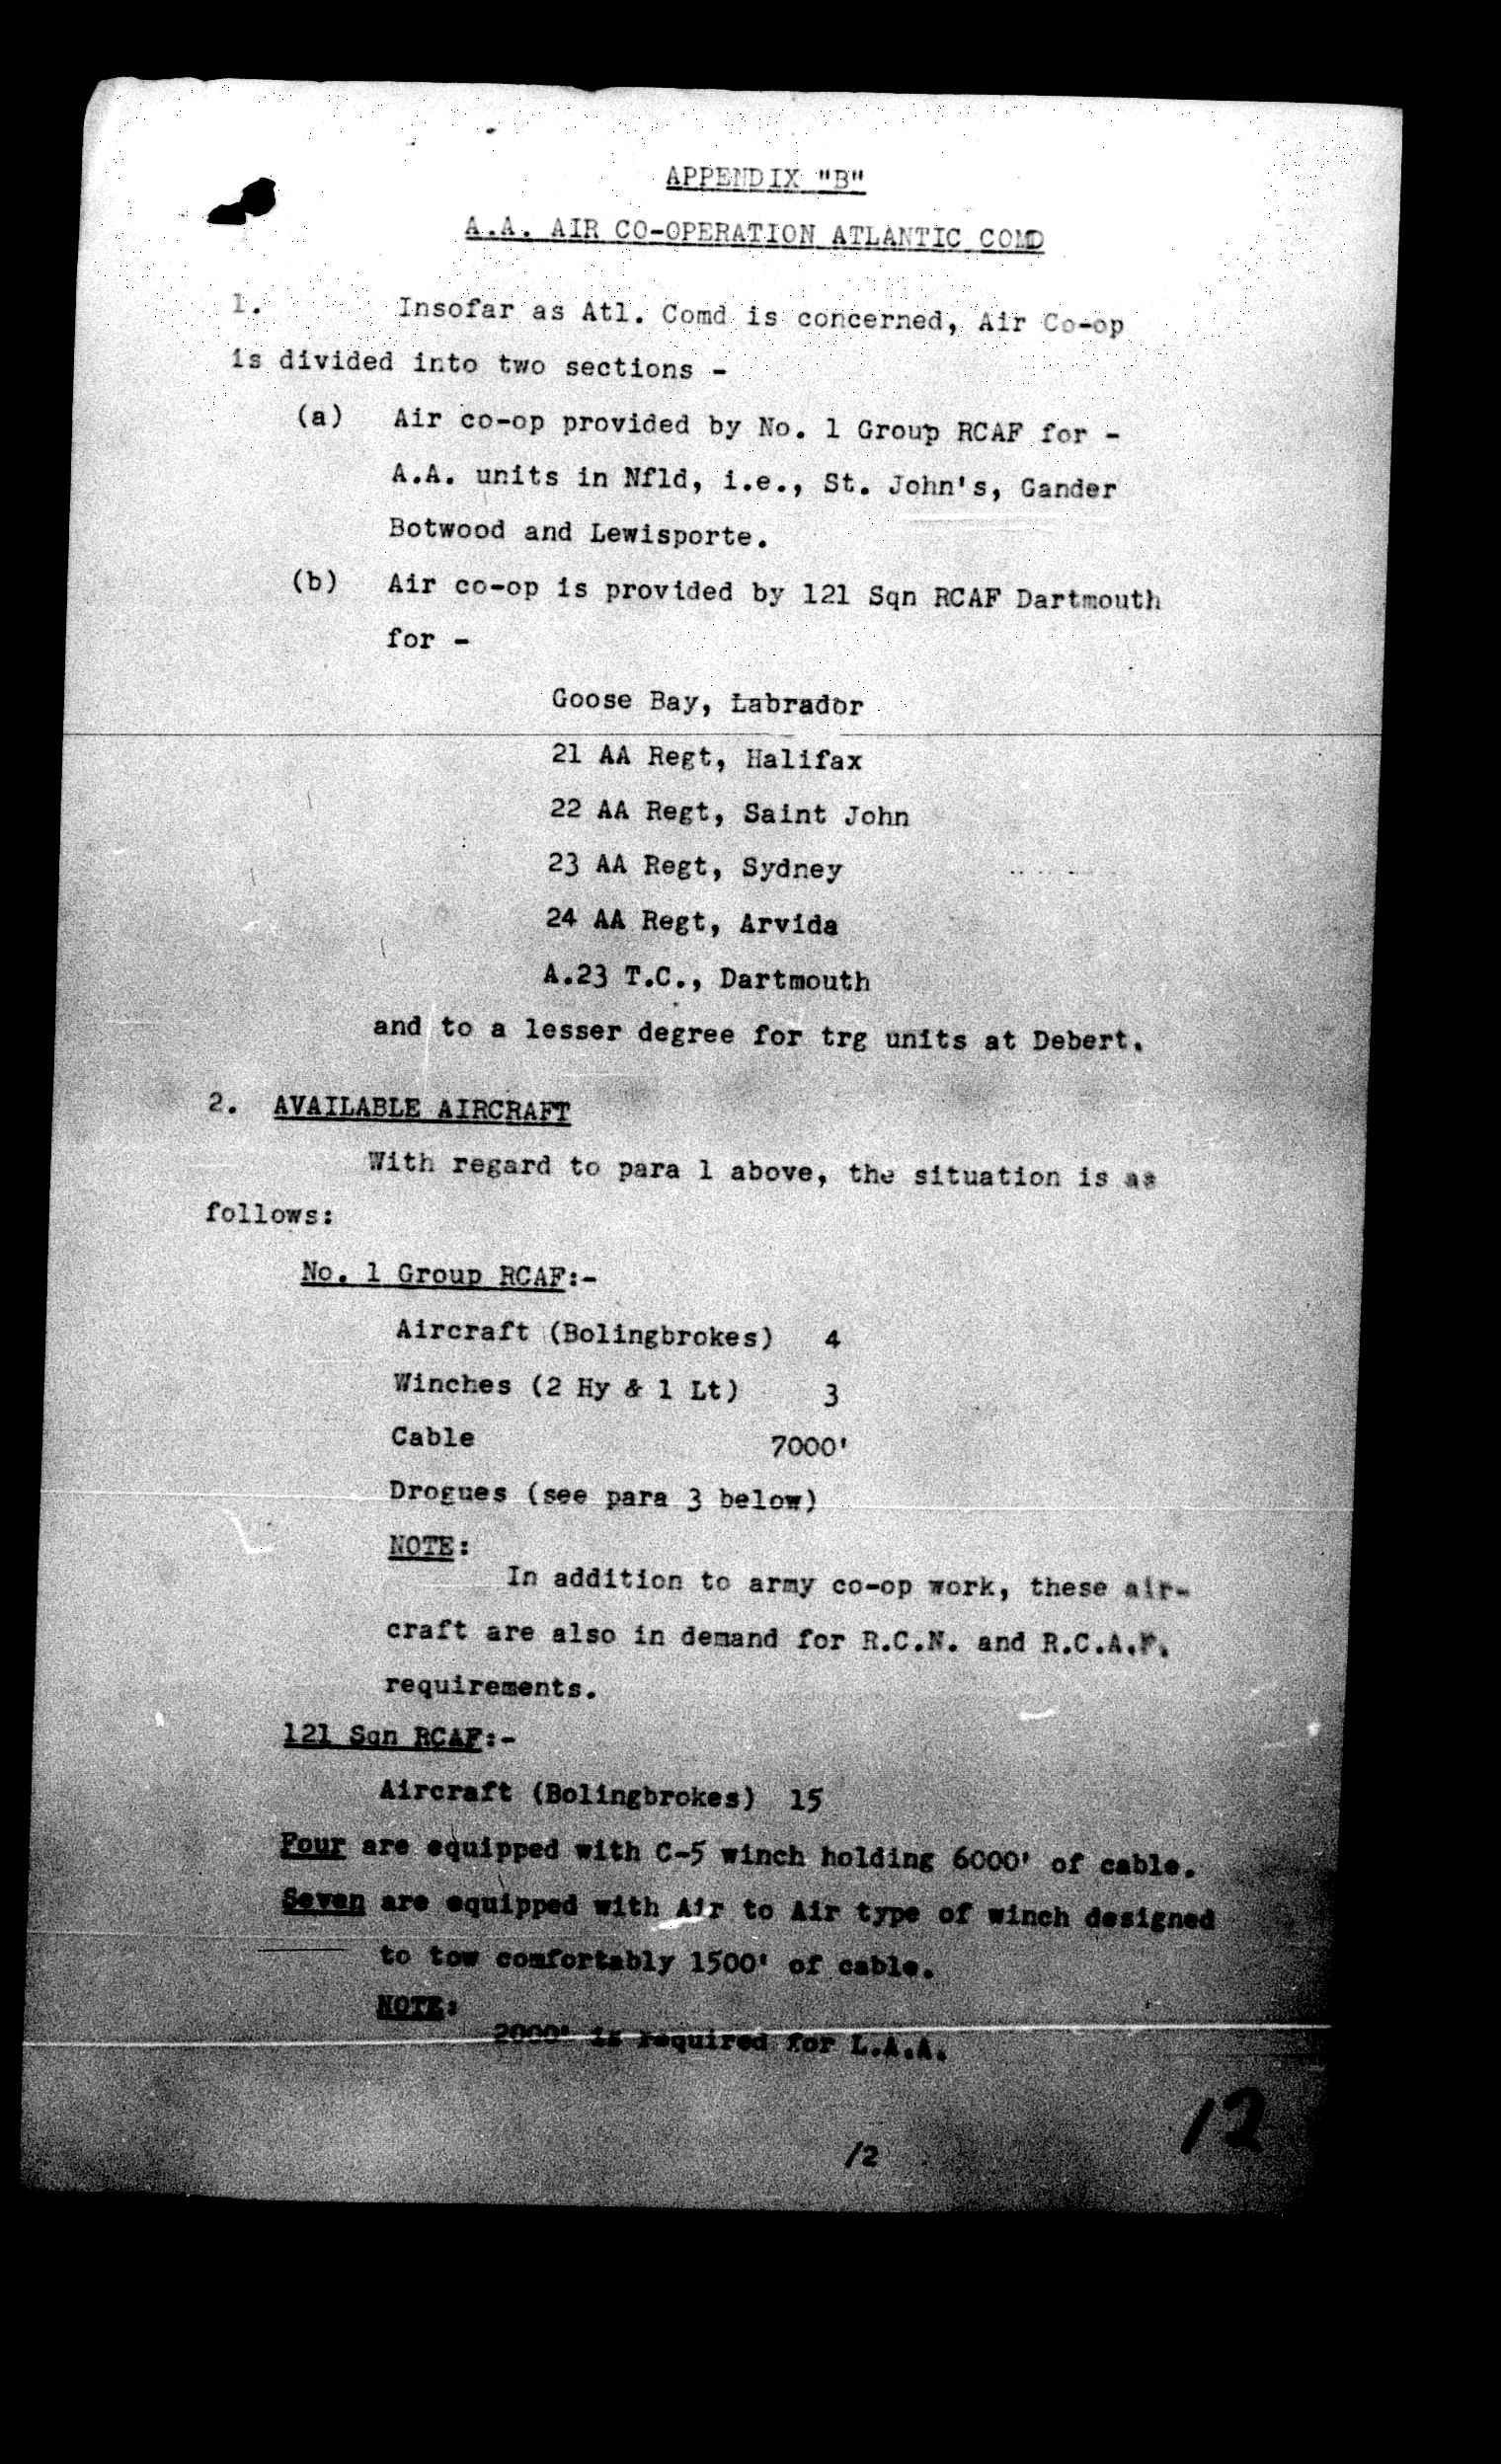 APPENDIX "B"
A.A. AIR CO-OPERATION ATLANTIC COMD
1. Insofar as Atl. Comd is concerned, Air Co-op
is divided into two sections -
(a) Air co-op provided by No. 1 Group RCAF for -
A.A. units in Nfld, i.e., St. John's, Gander
Botwood and Lewisporte.
(b) Air co-op is provided by 121 Sqn RCAF Dartmouth
for -
Goose Bay, Labrador
21 AA Regt, Halifax
22 AA Regt, Saint John
23 AA Regt, Sydney
24 AA Regt, Arvida
A.23 T.C., Dartmouth
and to a lesser degree for trg units at Debert.
2. AVAILABLE AIRCRAFT
With regard to para 1 above, the situation is as
follows:
No. 1 Group RCAF:-
Aircraft (Bolingbrokes) 4
Winches (2 Hy & 1 Lt) 3
Cable 7000'
Drogues (see para 3 below)
NOTE:
In addition to army co-op work, these air-
craft are also in demand for R.C.N. and R.C.A.F.
requirements.
121 Sqn RCAF:-
Aircraft (Bolingbrokes) 15
Four are equipped with C-5 winch holding 6000' of cable.
Seven are equipped with Air to Air type of winch designed
to tow comfortably 1500' of cable.
NOTE:
2000' is required for L.A.A.
/2
12